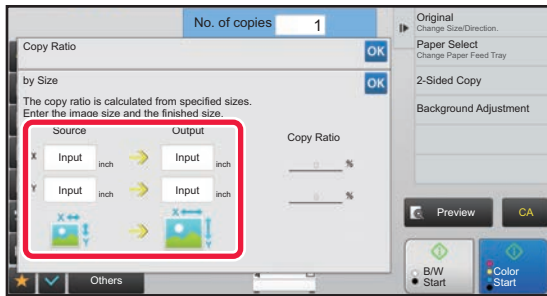 No. of copies 1
Copy Ratio OK
by Size OK
The copy ratio is calculated from specified sizes.
Enter the image size and the finished size.
Source Output
Copy Ratio
X Input inch Input inch
0 %
Y Input inch Input inch
0 %
X X
Y Y
Others
Original
Change Size/Direction.
Paper Select
Change Paper Feed Tray
2-Sided Copy
Background Adjustment
Preview CA
B/W
Start
Color
Start